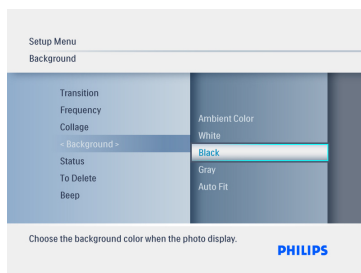 Setup Menu
Background
Transition
Frequency
Collage
< Background >
Status
To Delete
Beep
Ambient Color
White
Black
Gray
Auto Fit
Choose the background color when the photo display.
PHILIPS